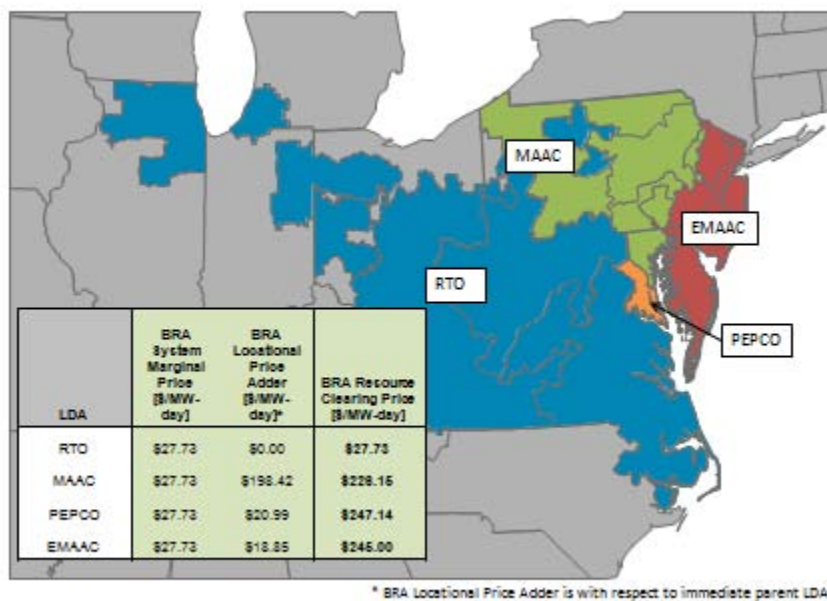 MAAC
EMAAC
RTO
PEPCO
LDA
BRA
System
Marginal
Price
[$/MW-
day]
BRA
Locational
Price
Adder
[$/MW-
day]*
BRA Resource
Clearing Price
[$/MW-day]
RTO $27.73 $0.00 $27.73
MAAC $27.73 $198.42 $226.15
PEPCO $27.73 $20.99 $247.14
EMAAC $27.73 $18.85 $245.00
* BRA Locational Price Adder is with respect to immediate parent LDA